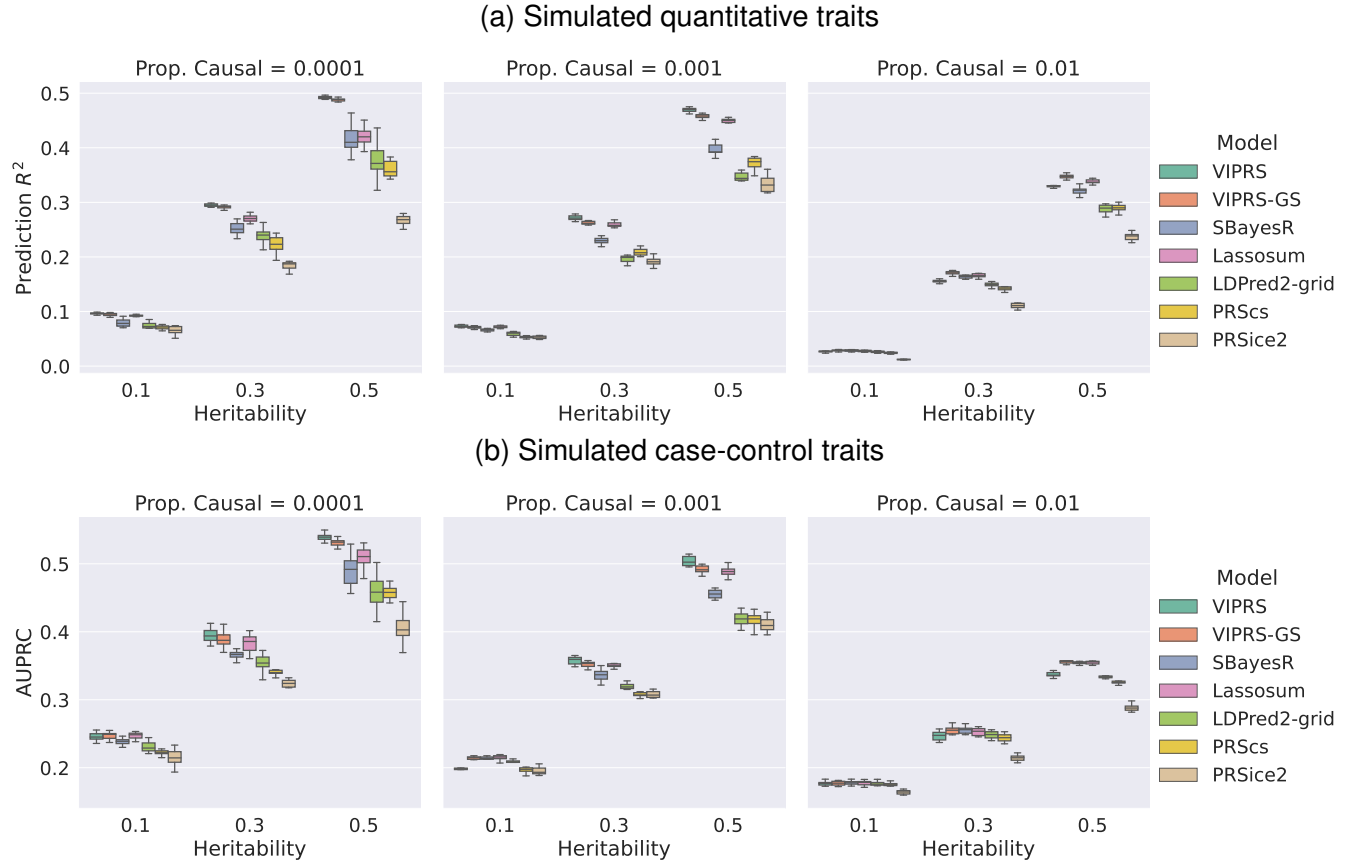 (a) Simulated quantitative traits
Prop. Causal = 0.0001
Prop. Causal = 0.001
Prop. Causal = 0.01
Prediction R²
0.5
0.4
0.3
0.2
0.1
0.0
0.1 0.3 0.5
Heritability
0.1 0.3 0.5
Heritability
0.1 0.3 0.5
Heritability
Model
VIPRS
VIPRS-GS
SBayesR
Lassosum
LDPred2-grid
PRScs
PRSice2
(b) Simulated case-control traits
Prop. Causal = 0.0001
Prop. Causal = 0.001
Prop. Causal = 0.01
AUPRC
0.5
0.4
0.3
0.2
0.1 0.3 0.5
Heritability
0.1 0.3 0.5
Heritability
0.1 0.3 0.5
Heritability
Model
VIPRS
VIPRS-GS
SBayesR
Lassosum
LDPred2-grid
PRScs
PRSice2